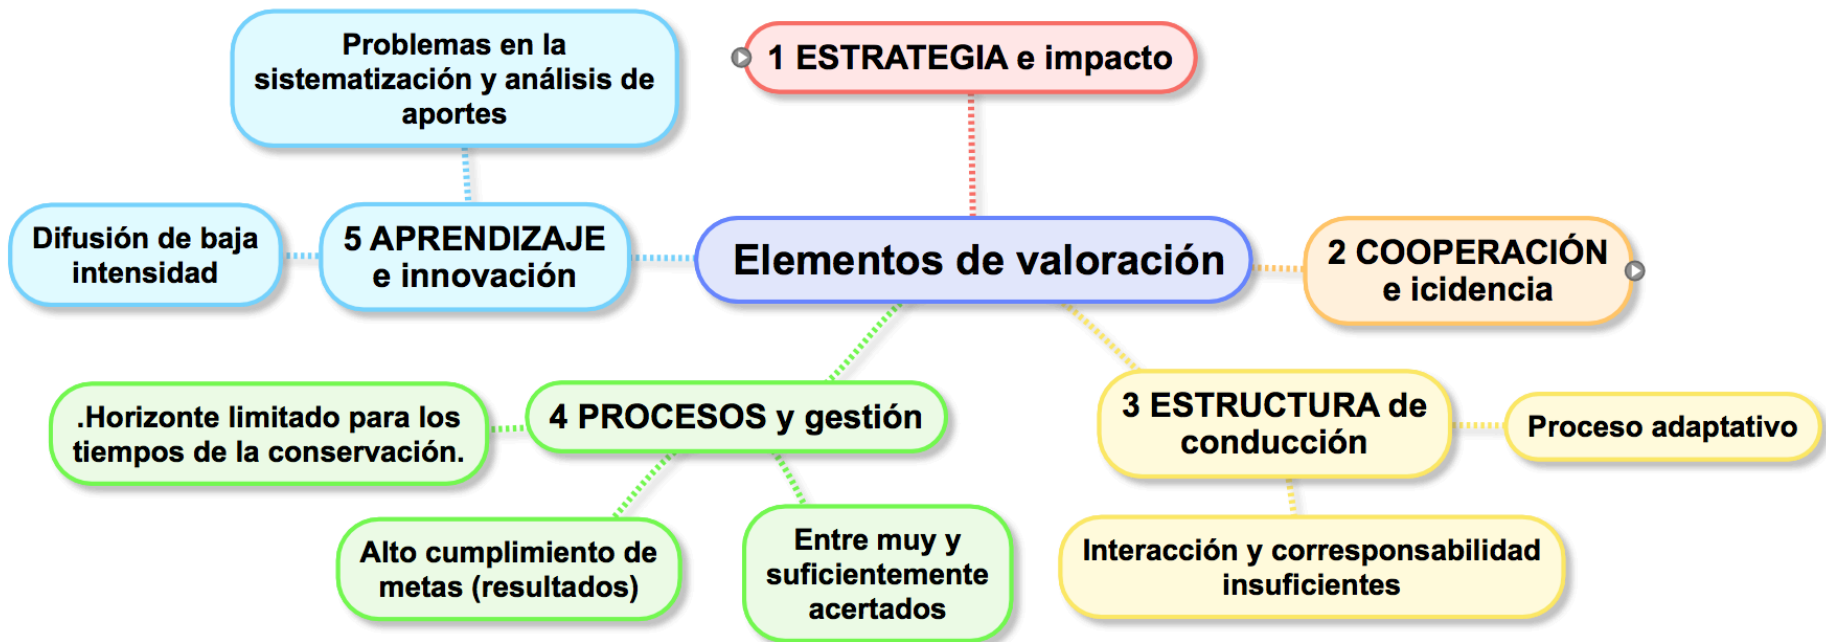 Problemas en la
sistematización y análisis de
aportes
1 ESTRATEGIA e impacto
Difusión de baja
intensidad
5 APRENDIZAJE
e innovación
Elementos de valoración
2 COOPERACIÓN
e icidencia
.Horizonte limitado para los
tiempos de la conservación.
4 PROCESOS y gestión
3 ESTRUCTURA de
conducción
Proceso adaptativo
Alto cumplimiento de
metas (resultados)
Entre muy y
suficientemente
acertados
Interacción y corresponsabilidad
insuficientes